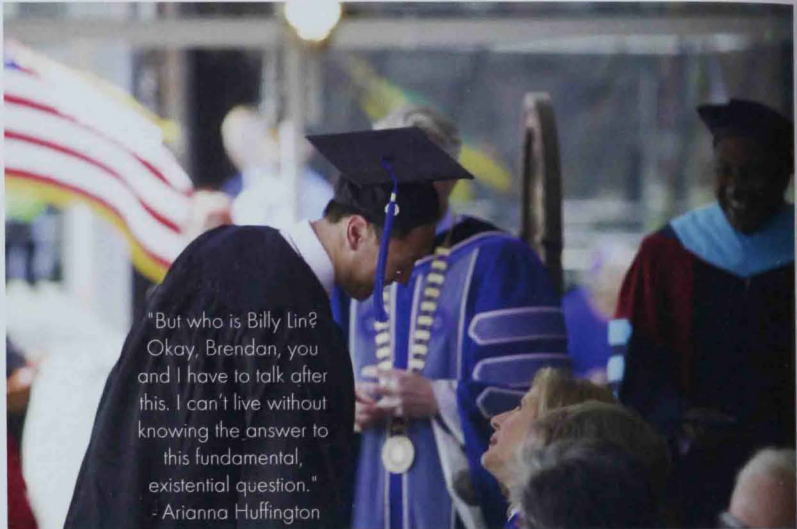 "But who is Billy Lin?
Okay, Brendan, you
and I have to talk after
this. I can't live without
knowing the answer to
this fundamental,
existential question."
- Arianna Huffington